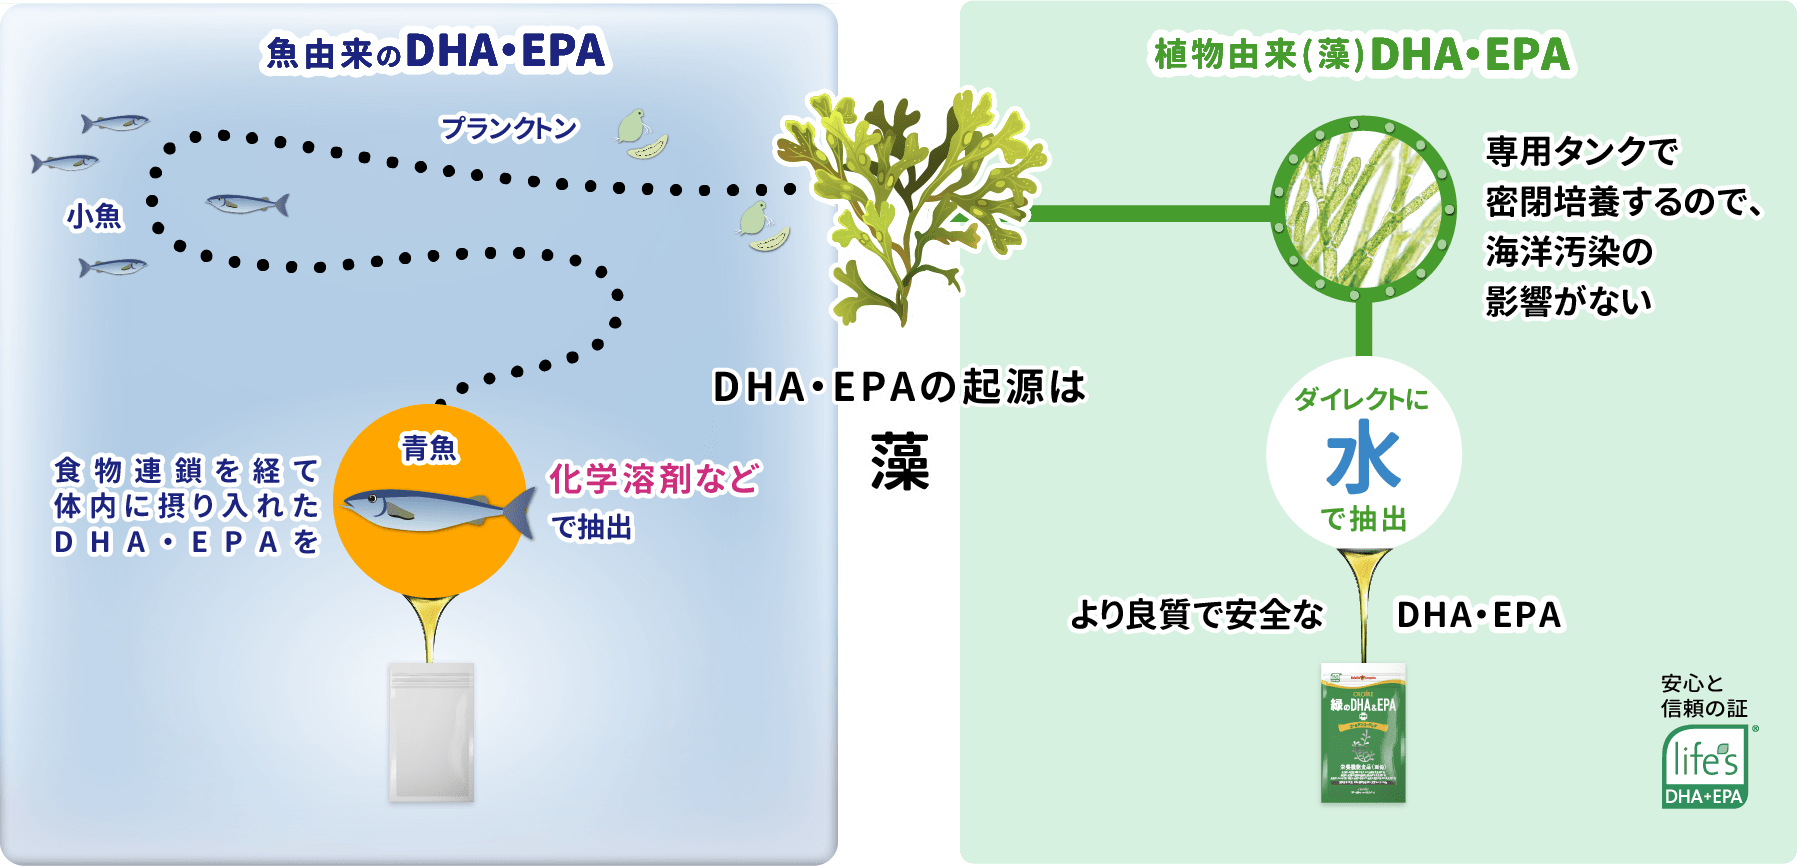 魚由来のDHA・EPA
プランクトン
小魚
青魚
食物連鎖を経て
体内に摂り入れた
DHA・EPAを
化学溶剤など
で抽出
DHA・EPAの起源は
藻
植物由来(藻)DHA・EPA
専用タンクで
密閉培養するので、
海洋汚染の
影響がない
ダイレクトに
水
で抽出
より良質で安全な DHA・EPA
緑のDHA&EPA
安心と
信頼の証
life's
®
DHA+EPA